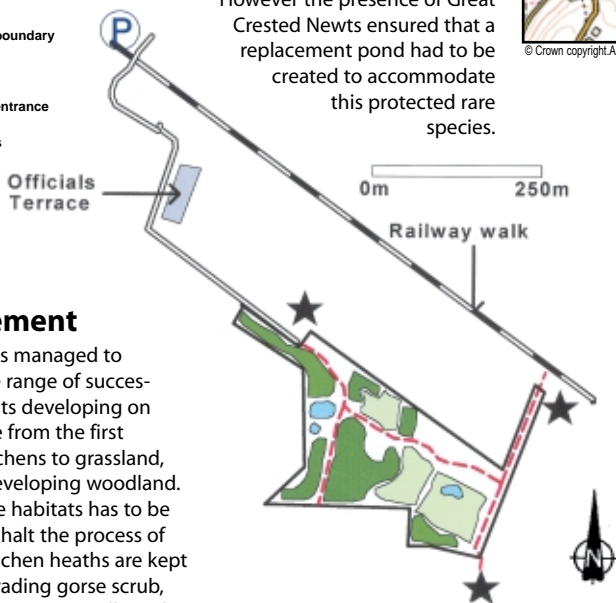 However the presence of Great
Crested Newts ensured that a
replacement pond had to be
created to accommodate
this protected rare
species.
© Crown copyright.A
P
boundary
entrance
s
Officials
Terrace
0m 250m
Railway walk
ement
s managed to
e range of succes-
ts developing on
e from the first
chens to grassland,
eveloping woodland.
e habitats has to be
halt the process of
chen heaths are kept
ading gorse scrub,
N